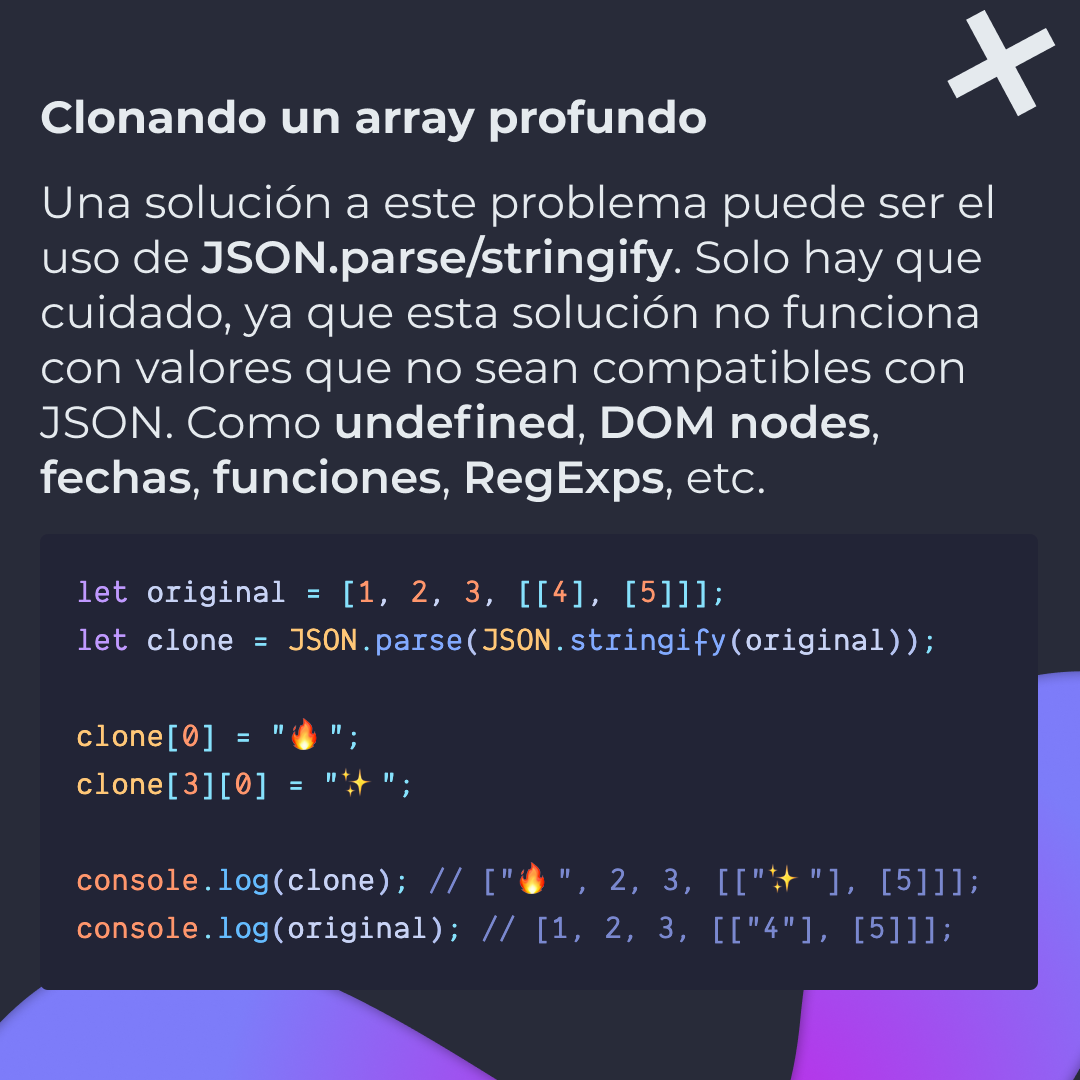 Clonando un array profundo
Una solución a este problema puede ser el
uso de JSON.parse/stringify. Solo hay que
cuidado, ya que esta solución no funciona
con valores que no sean compatibles con
JSON. Como undefined, DOM nodes,
fechas, funciones, RegExps, etc.
let original = [1, 2, 3, [[4], [5]]];
let clone = JSON.parse(JSON.stringify(original));
clone[0] = "🔥 ";
clone[3][0] = "✨ ";
console.log(clone); // ["🔥 ", 2, 3, [["✨ "], [5]]];
console.log(original); // [1, 2, 3, [["4"], [5]]];